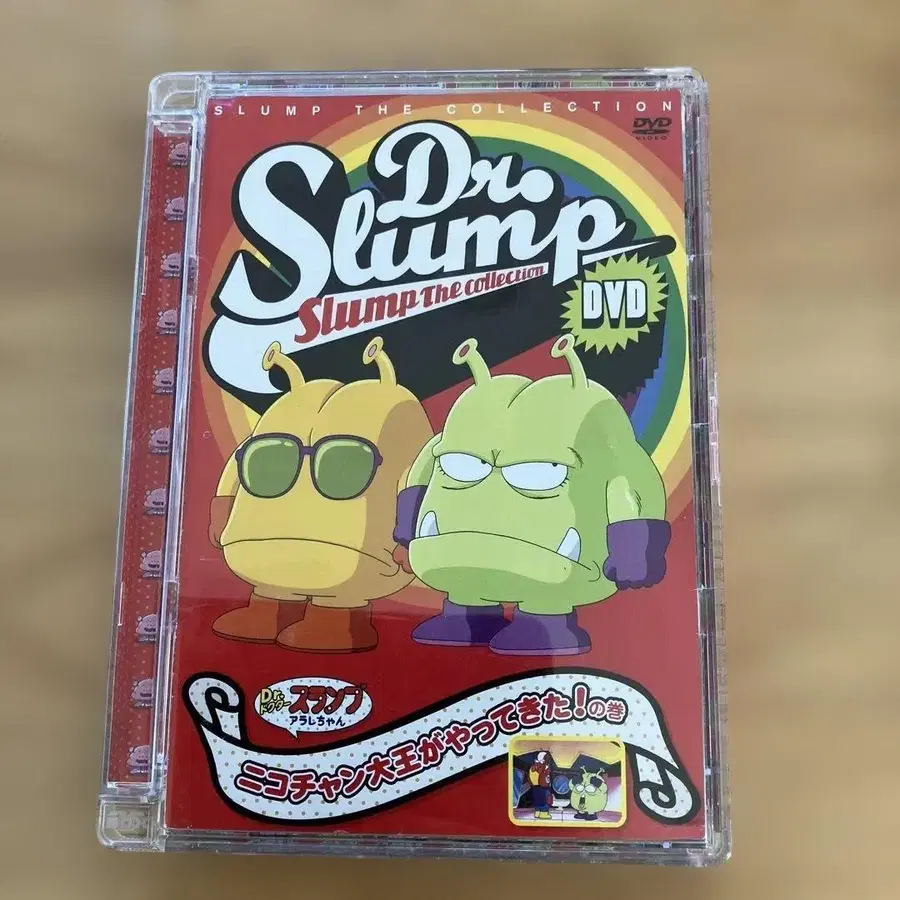 SLUMP THE COLLECTION
DVD
VIDEO
Dr.
Slump
Slump The collection
DVD
Dr.
ドクター
スランプ
アラレちゃん
ニコチャン大王がやってきた!の巻